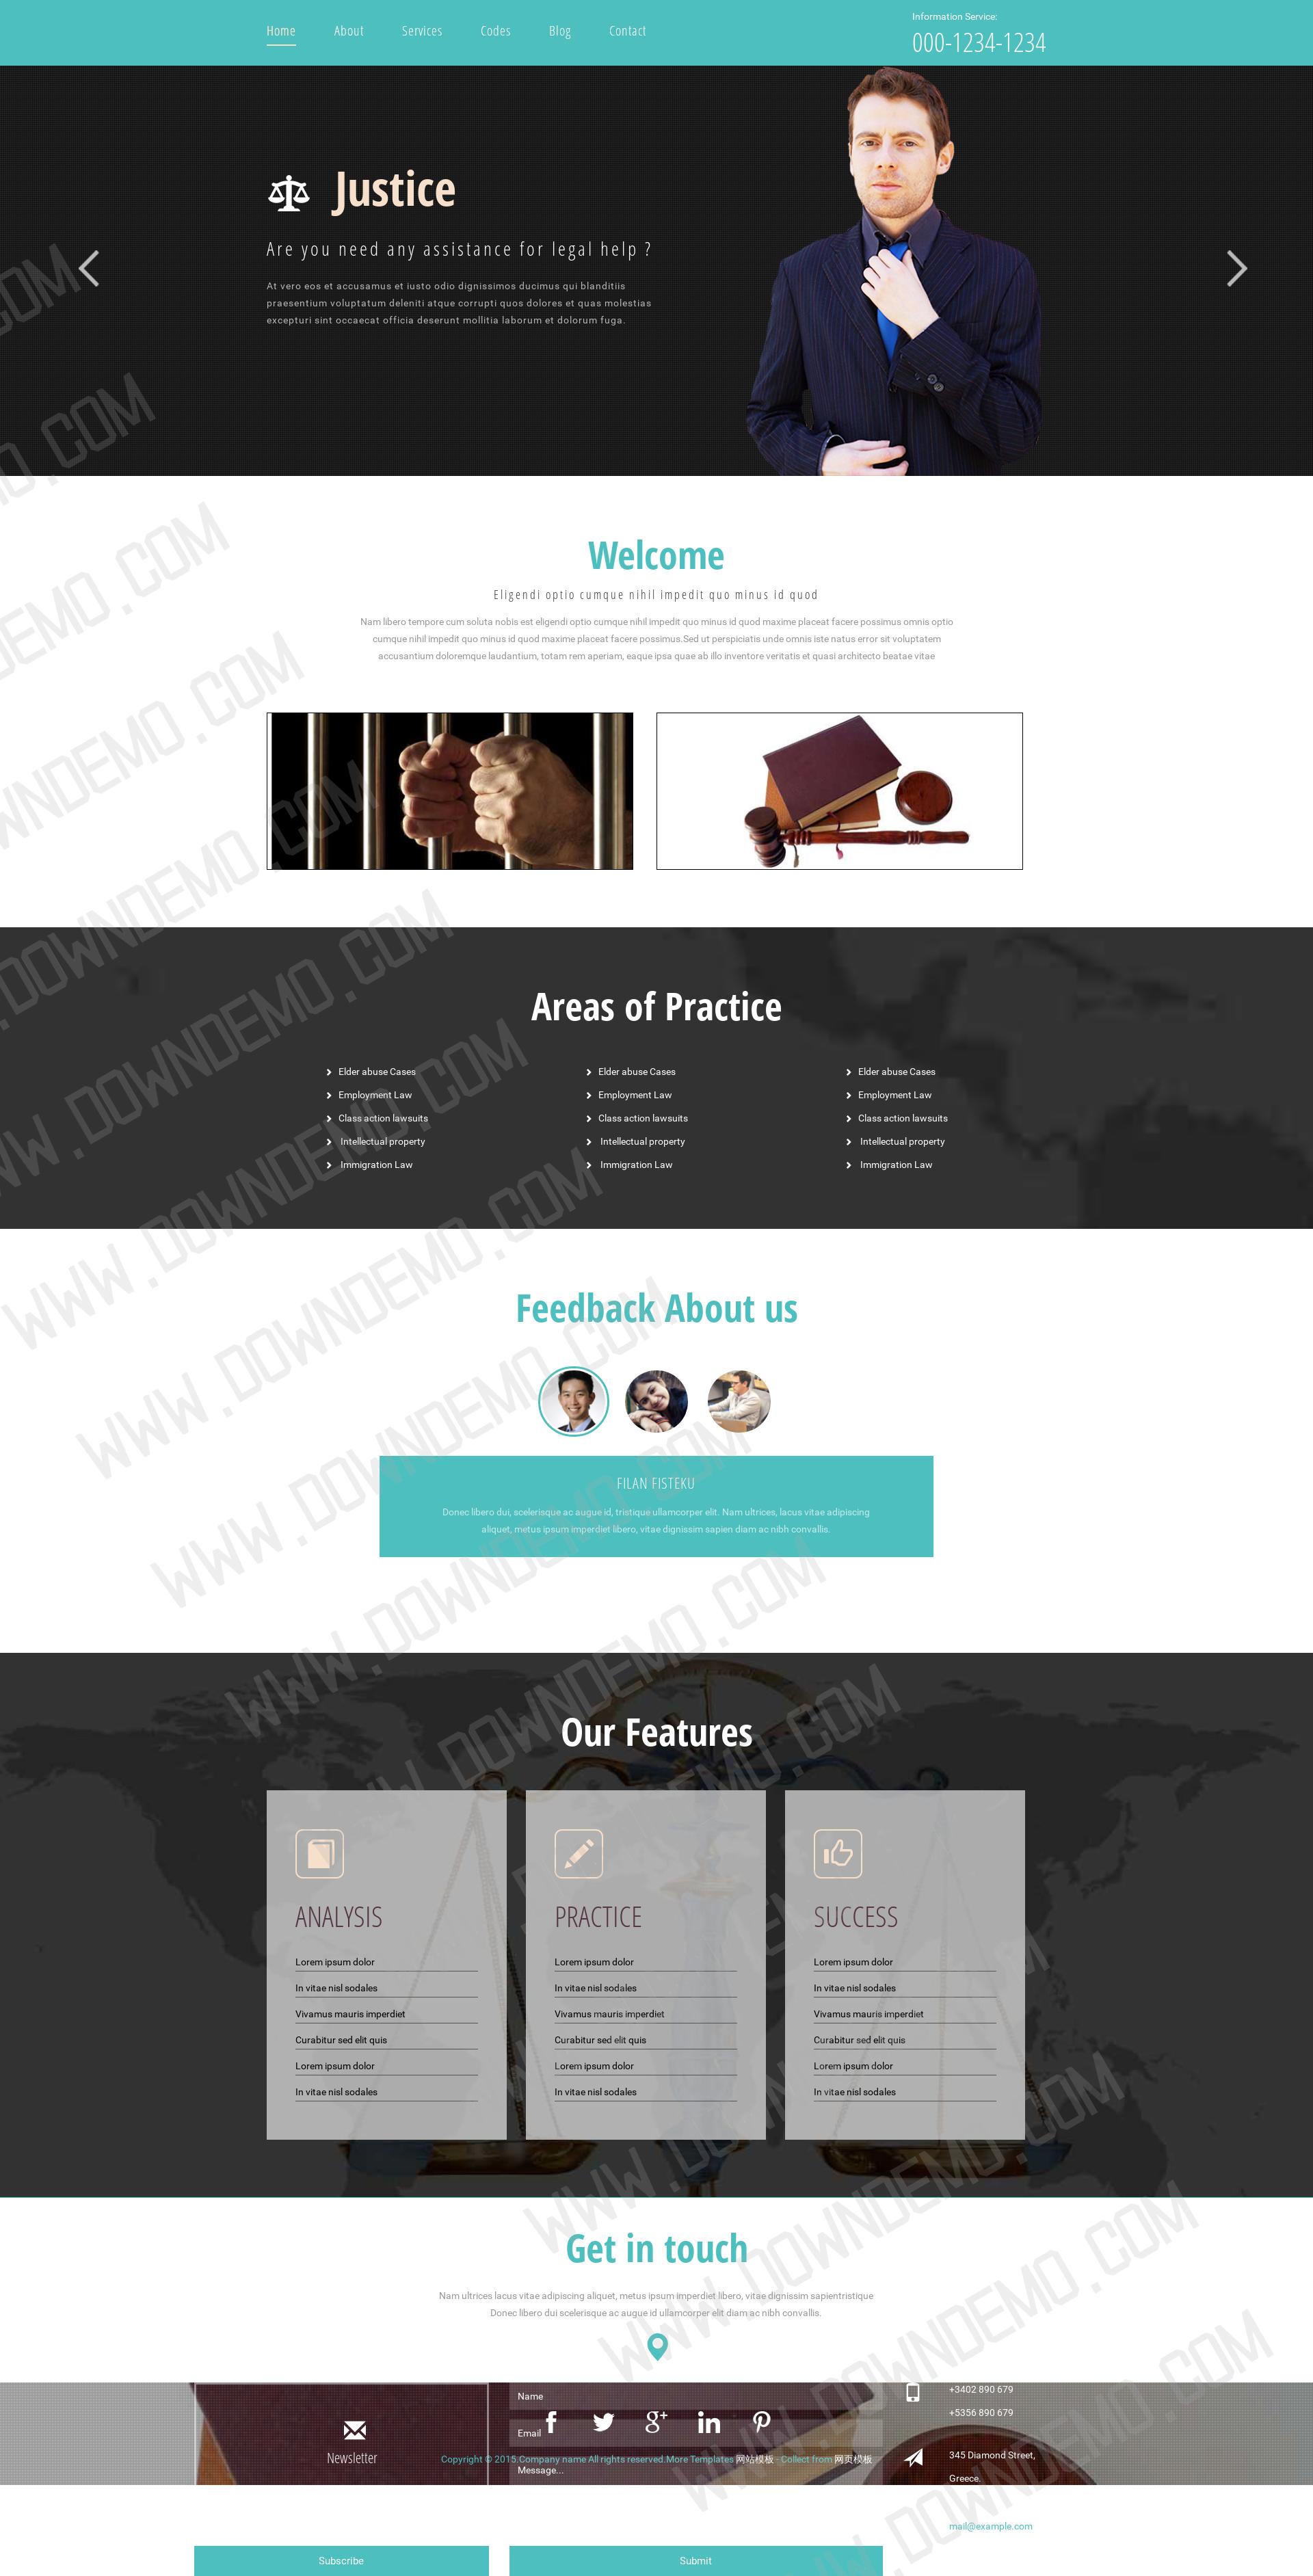 Home About Services Codes Blog Contact
Information Service:
000-1234-1234
Justice
Are you need any assistance for legal help ?
At vero eos et accusamus et iusto odio dignissimos ducimus qui blanditiis
praesentium voluptatum deleniti atque corrupti quos dolores et quas molestias
excepturi sint occaecat officia deserunt mollitia laborum et dolorum fuga.
Welcome
Eligendi optio cumque nihil impedit quo minus id quod
Nam libero tempore cum soluta nobis est eligendi optio cumque nihil impedit quo minus id quod maxime placeat facere possimus omnis optio
cumque nihil impedit quo minus id quod maxime placeat facere possimus.Sed ut perspiciatis unde omnis iste natus error sit voluptatem
accusantium doloremque laudantium, totam rem aperiam, eaque ipsa quae ab illo inventore veritatis et quasi architecto beatae vitae
Areas of Practice
Elder abuse Cases
Employment Law
Class action lawsuits
Intellectual property
Immigration Law
Elder abuse Cases
Employment Law
Class action lawsuits
Intellectual property
Immigration Law
Elder abuse Cases
Employment Law
Class action lawsuits
Intellectual property
Immigration Law
Feedback About us
FILAN FISTEKU
Donec libero dui, scelerisque ac augue id, tristique ullamcorper elit. Nam ultrices, lacus vitae adipiscing
aliquet, metus ipsum imperdiet libero, vitae dignissim sapien diam ac nibh convallis.
Our Features
ANALYSIS
Lorem ipsum dolor
In vitae nisl sodales
Vivamus mauris imperdiet
Curabitur sed elit quis
Lorem ipsum dolor
In vitae nisl sodales
PRACTICE
Lorem ipsum dolor
In vitae nisl sodales
Vivamus mauris imperdiet
Curabitur sed elit quis
Lorem ipsum dolor
In vitae nisl sodales
SUCCESS
Lorem ipsum dolor
In vitae nisl sodales
Vivamus mauris imperdiet
Curabitur sed elit quis
Lorem ipsum dolor
In vitae nisl sodales
Get in touch
Nam ultrices lacus vitae adipiscing aliquet, metus ipsum imperdiet libero, vitae dignissim sapientristique
Donec libero dui scelerisque ac augue id ullamcorper elit diam ac nibh convallis.
Newsletter
Subscribe
Name
Email
Message...
Submit
+3402 890 679
+5356 890 679
345 Diamond Street,
Greece.
mail@example.com
Copyright © 2015.Company name All rights reserved.More Templates 网站模板 - Collect from 网页模板
WWW.DOWNDEMO.COM